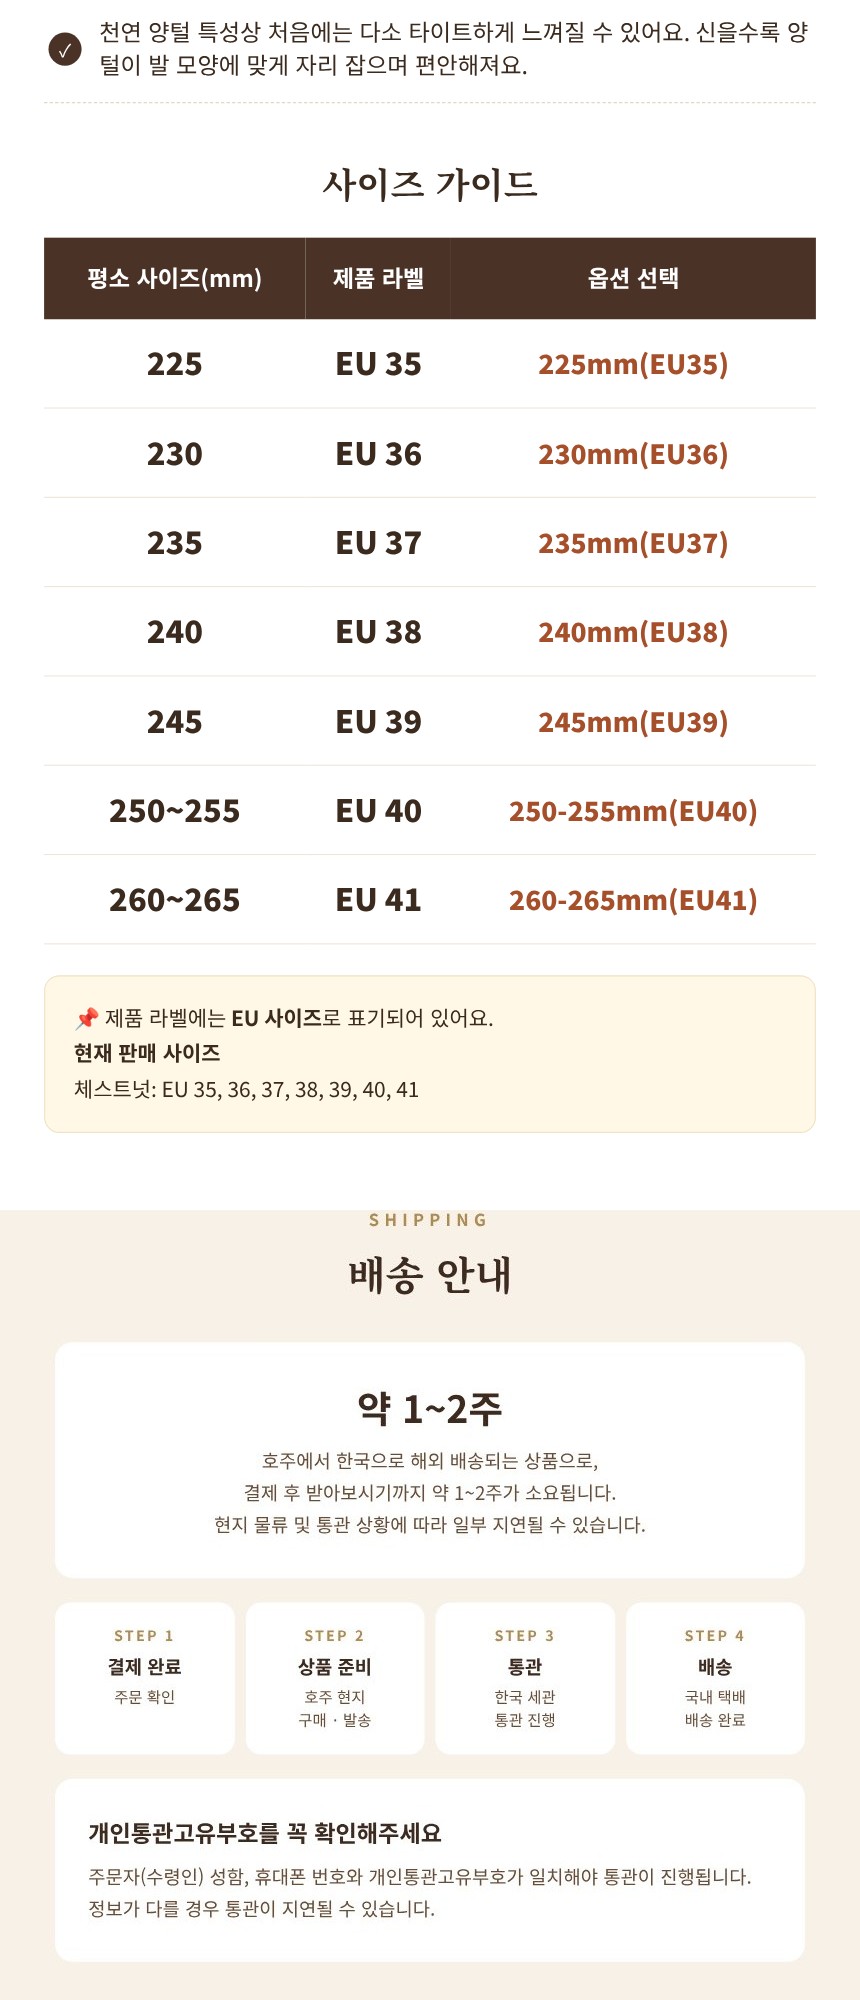 천연 양털 특성상 처음에는 다소 타이트하게 느껴질 수 있어요. 신을수록 양
털이 발 모양에 맞게 자리 잡으며 편안해져요.
사이즈 가이드
평소 사이즈(mm) 제품 라벨 옵션 선택
225 EU 35 225mm(EU35)
230 EU 36 230mm(EU36)
235 EU 37 235mm(EU37)
240 EU 38 240mm(EU38)
245 EU 39 245mm(EU39)
250~255 EU 40 250-255mm(EU40)
260~265 EU 41 260-265mm(EU41)
📌 제품 라벨에는 EU 사이즈로 표기되어 있어요.
현재 판매 사이즈
체스트넛: EU 35, 36, 37, 38, 39, 40, 41
SHIPPING
배송 안내
약 1~2주
호주에서 한국으로 해외 배송되는 상품으로,
결제 후 받아보시기까지 약 1~2주가 소요됩니다.
현지 물류 및 통관 상황에 따라 일부 지연될 수 있습니다.
STEP 1
결제 완료
주문 확인
STEP 2
상품 준비
호주 현지
구매 · 발송
STEP 3
통관
한국 세관
통관 진행
STEP 4
배송
국내 택배
배송 완료
개인통관고유부호를 꼭 확인해주세요
주문자(수령인) 성함, 휴대폰 번호와 개인통관고유부호가 일치해야 통관이 진행됩니다.
정보가 다를 경우 통관이 지연될 수 있습니다.